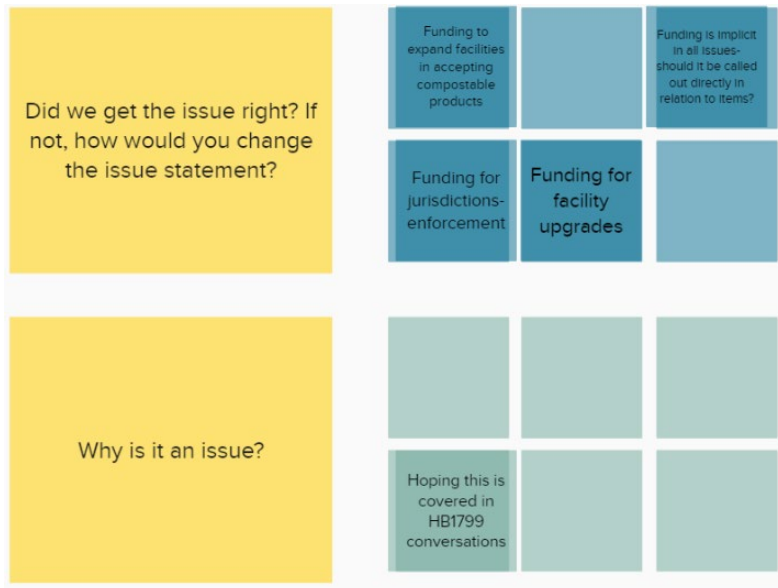 Did we get the issue right? If
not, how would you change
the issue statement?
Funding to
expand facilities
in accepting
compostable
products
Funding is implicit
in all issues-
should it be called
out directly in
relation to items?
Funding for
jurisdictions-
enforcement
Funding for
facility
upgrades
Why is it an issue?
Hoping this is
covered in
HB1799
conversations